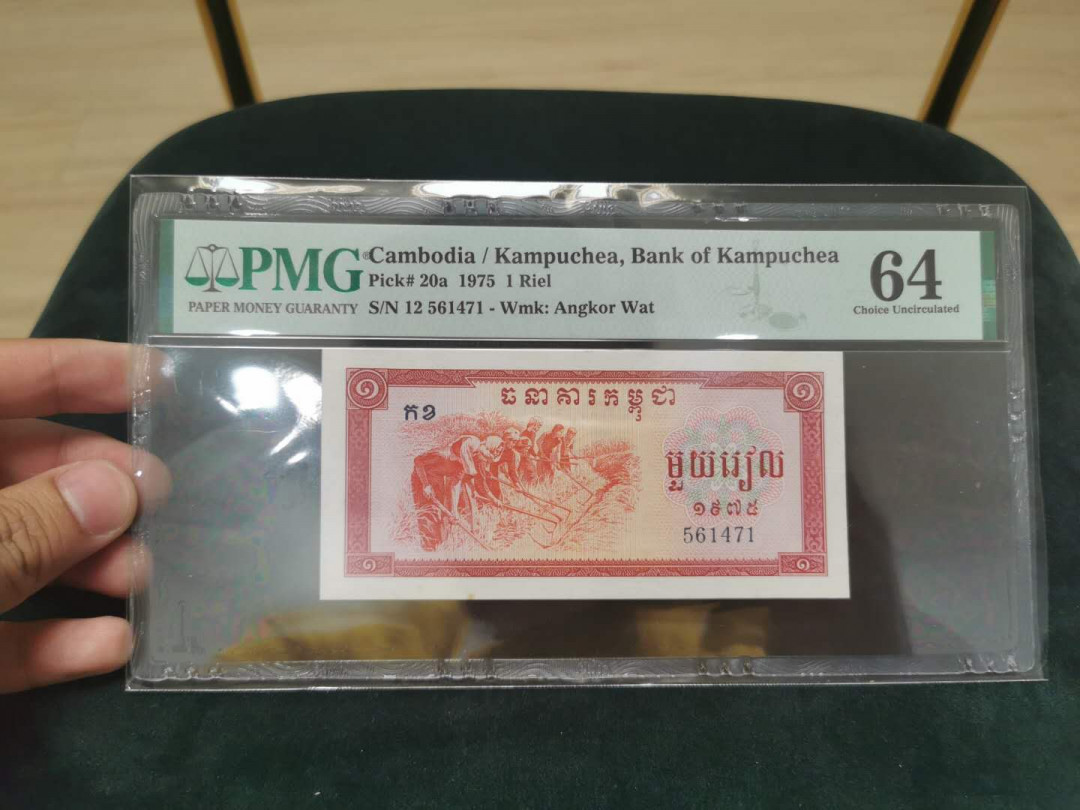 PMG® Cambodia / Kampuchea, Bank of Kampuchea
PAPER MONEY GUARANTY
Pick# 20a 1975 1 Riel
S/N 12 561471 - Wmk: Angkor Wat
64
Choice Uncirculated
១ ១
ធនាគារកម្ពុជា
កខ
មួយរៀល
១៩៧៥
561471
១ ១